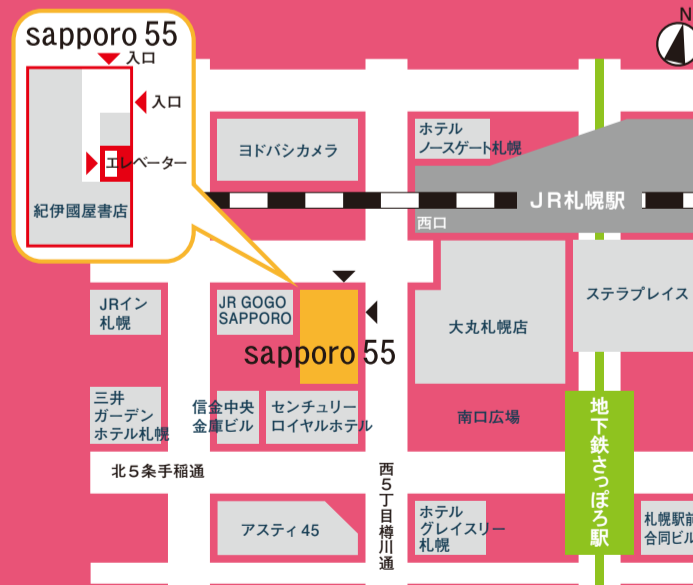 sapporo 55
入口
入口
エレベーター
紀伊國屋書店
N
ヨドバシカメラ
ホテル
ノースゲート札幌
JR札幌駅
西口
JRイン
札幌
JR GOGO
SAPPORO
sapporo 55
大丸札幌店
ステラプレイス
三井
ガーデン
ホテル札幌
信金中央
金庫ビル
センチュリー
ロイヤルホテル
南口広場
地下鉄さっぽろ駅
北5条手稲通
西5丁目樽川通
アスティ45
ホテル
グレイスリー
札幌
札幌駅前
合同ビル